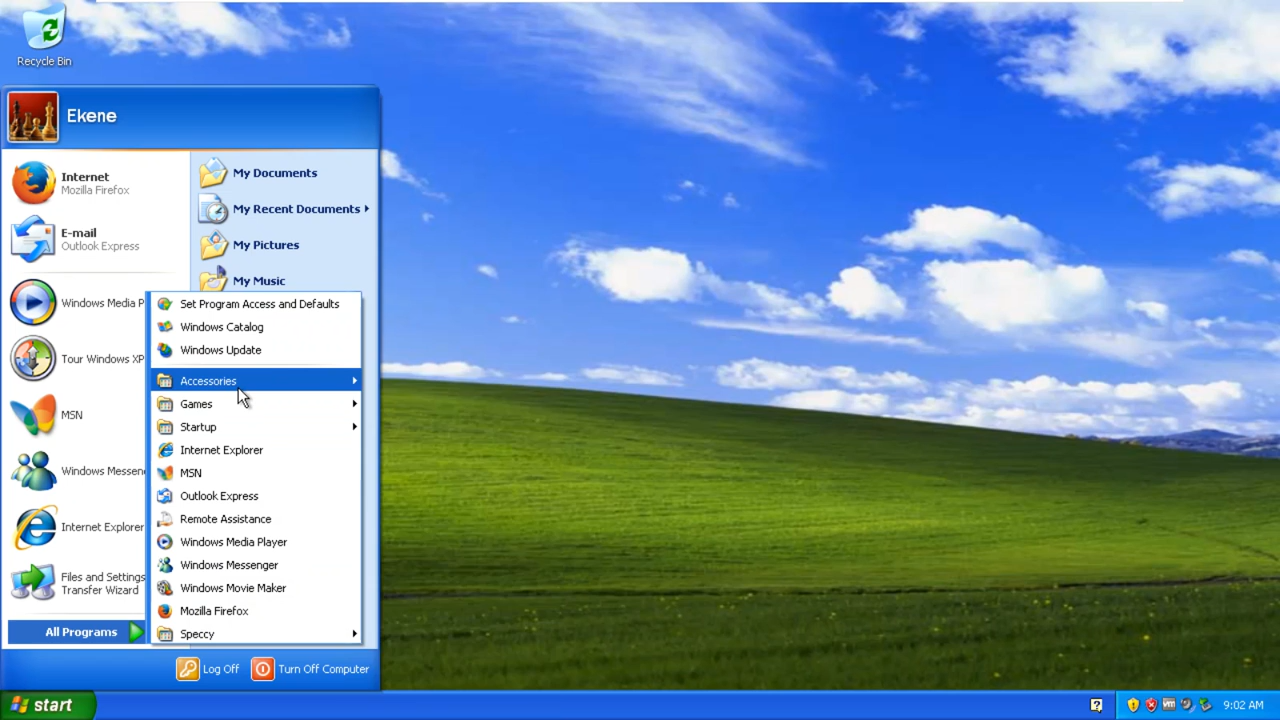 Recycle Bin
Ekene
Internet
Mozilla Firefox
E-mail
Outlook Express
Windows Media P
Tour Windows XP
MSN
Windows Messen
Internet Explorer
Files and Settings
Transfer Wizard
All Programs
My Documents
My Recent Documents
My Pictures
My Music
Set Program Access and Defaults
Windows Catalog
Windows Update
Accessories
Games
Startup
Internet Explorer
MSN
Outlook Express
Remote Assistance
Windows Media Player
Windows Messenger
Windows Movie Maker
Mozilla Firefox
Speccy
Log Off
Turn Off Computer
start
9:02 AM